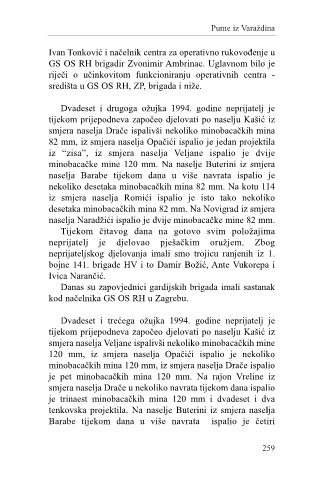 Pume iz Varaždina
Ivan Tonković i načelnik centra za operativno rukovođenje u
GS OS RH brigadir Zvonimir Ambrinac. Uglavnom bilo je
riječi o učinkovitom funkcioniranju operativnih centra -
središta u GS OS RH, ZP, brigada i niže.
Dvadeset i drugoga ožujka 1994. godine neprijatelj je
tijekom prijepodneva započeo djelovati po naselju Kašić iz
smjera naselja Drače ispalivši nekoliko minobacačkih mina
82 mm, iz smjera naselja Opačići ispalio je jedan projektila
iz “zisa”, iz smjera naselja Veljane ispalio je dvije
minobacačke mine 120 mm. Na naselje Buterini iz smjera
naselja Barabe tijekom dana u više navrata ispalio je
nekoliko desetaka minobacačkih mina 82 mm. Na kotu 114
iz smjera naselja Romići ispalio je isto tako nekoliko
desetaka minobacačkih mina 82 mm. Na Novigrad iz smjera
naselja Naradžići ispalio je dvije minobacačke mine 82 mm.
Tijekom čitavog dana na gotovo svim položajima
neprijatelj je djelovao pješačkim oružjem. Zbog
neprijateljskog djelovanja imali smo trojicu ranjenih iz 1.
bojne 141. brigade HV i to Damir Božić, Ante Vukorepa i
Ivica Narančić.
Danas su zapovjednici gardijskih brigada imali sastanak
kod načelnika GS OS RH u Zagrebu.
Dvadeset i trećega ožujka 1994. godine neprijatelj je
tijekom prijepodneva započeo djelovati po naselju Kašić iz
smjera naselja Veljane ispalivši nekoliko minobacačkih mine
120 mm, iz smjera naselja Opačići ispalio je nekoliko
minobacačkih mina 120 mm, iz smjera naselja Drače ispalio
je pet minobacačkih mina 120 mm. Na rajon Vreline iz
smjera naselja Drače u nekoliko navrata tijekom dana ispalio
je trinaest minobacačkih mina 120 mm i dvadeset i dva
tenkovska projektila. Na naselje Buterini iz smjera naselja
Barabe tijekom dana u više navrata ispalio je četiri
259